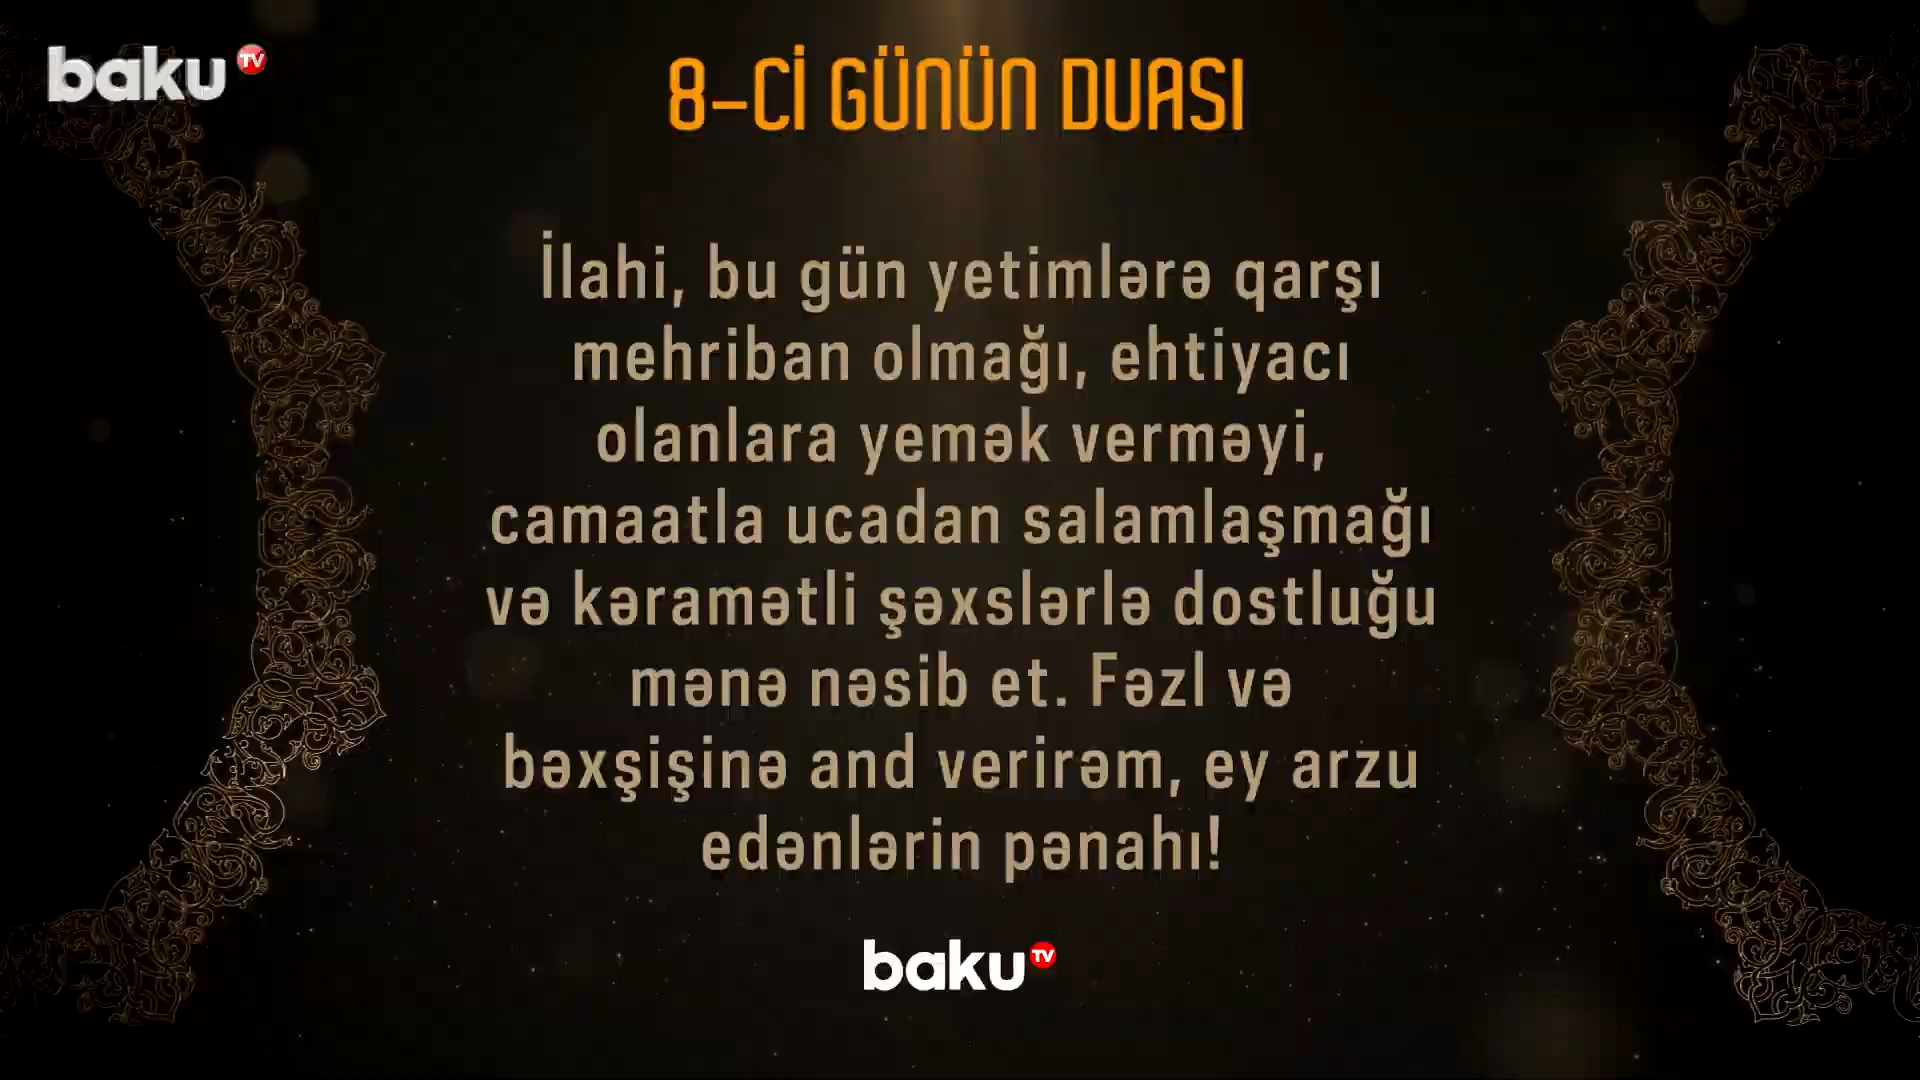 baku TV
8-Cİ GÜNÜN DUASI
İlahi, bu gün yetimlərə qarşı
mehriban olmağı, ehtiyacı
olanlara yemək verməyi,
camaatla ucadan salamlaşmağı
və kəramətli şəxslərlə dostluğu
mənə nəsib et. Fəzl və
bəxşişinə and verirəm, ey arzu
edənlərin pənahı!
baku TV